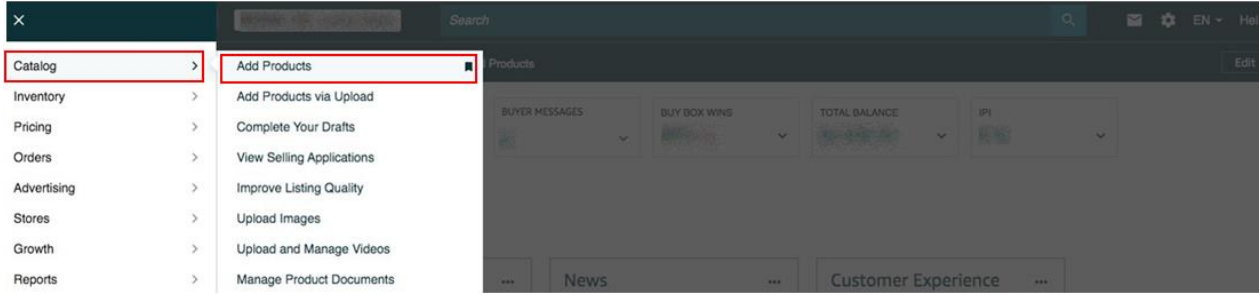 ×
Search
EN
Hel
Catalog
Add Products
d Products
Edit
Inventory
Add Products via Upload
BUYER MESSAGES
BUY BOX WINS
TOTAL BALANCE
IPI
Pricing
Complete Your Drafts
Orders
View Selling Applications
Advertising
Improve Listing Quality
Stores
Upload Images
Growth
Upload and Manage Videos
Reports
Manage Product Documents
News
Customer Experience